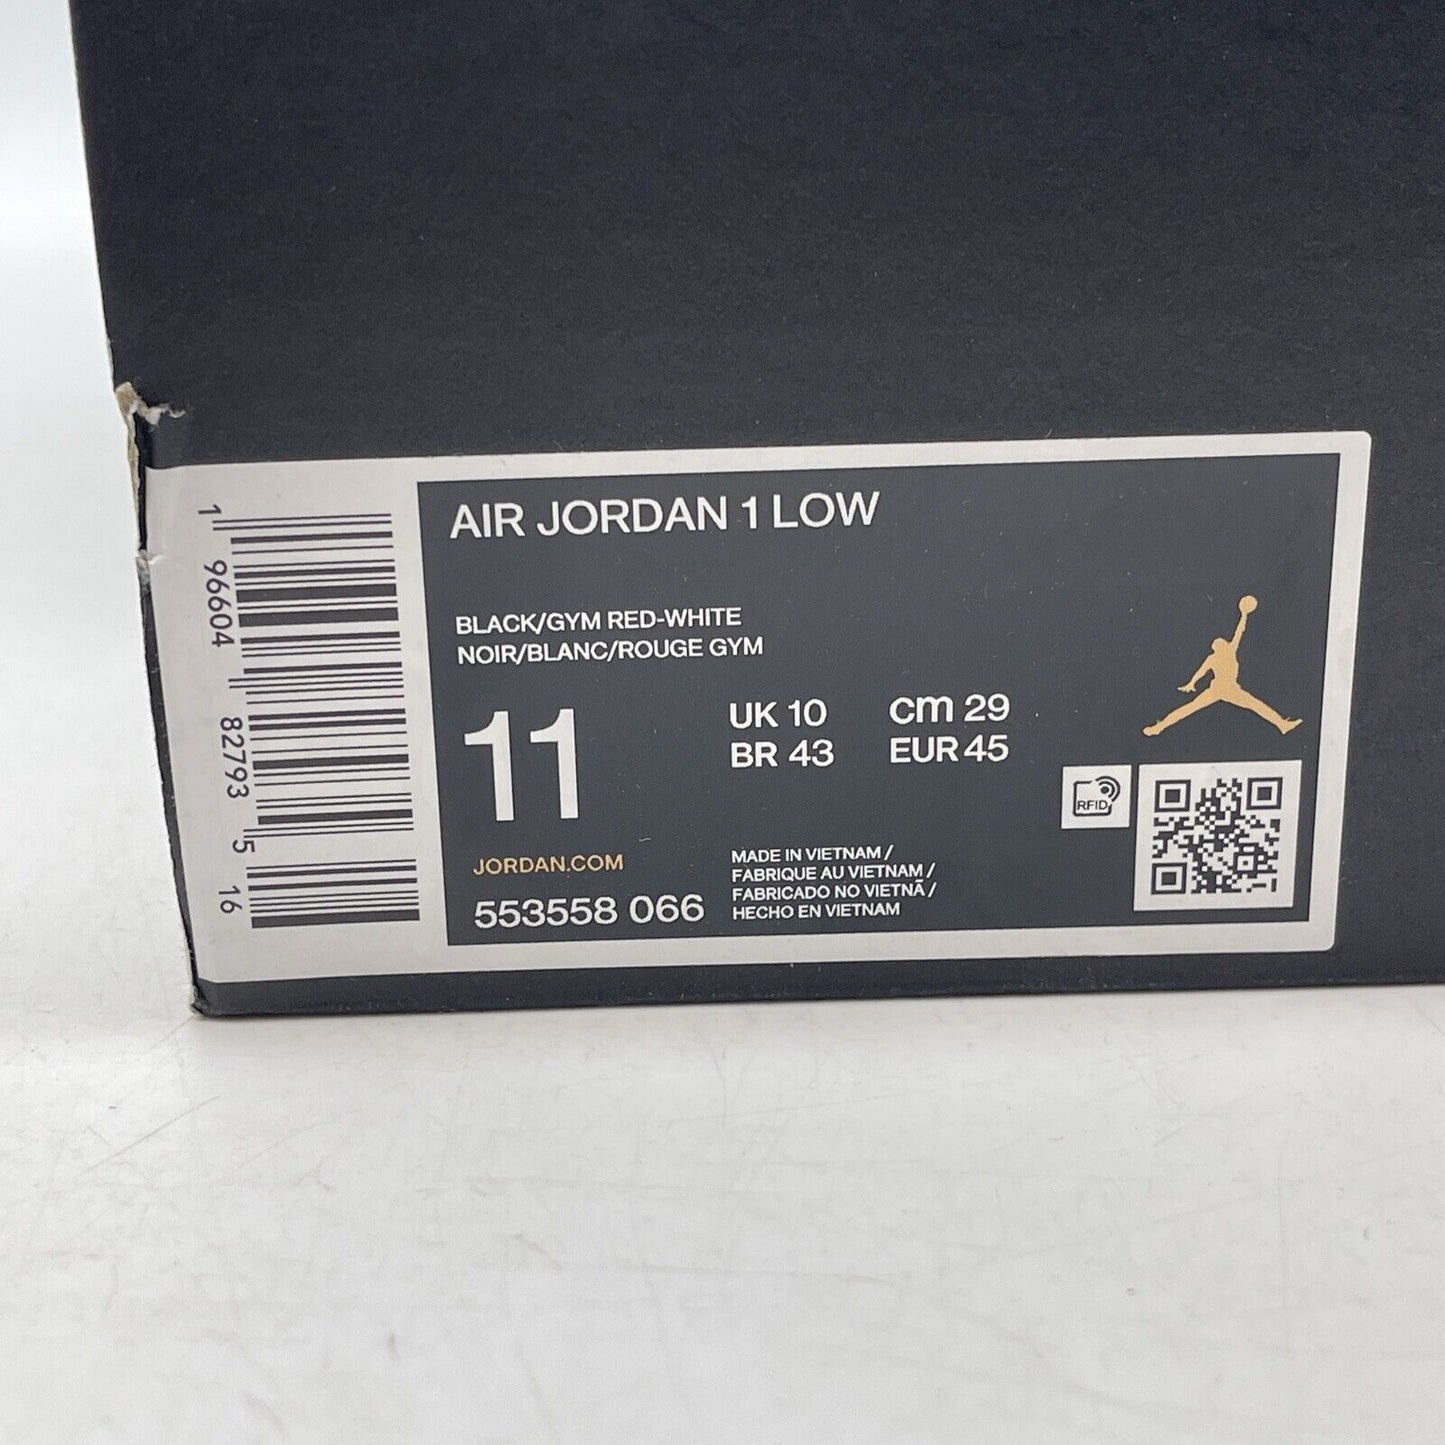 AIR JORDAN 1 LOW
BLACK/GYM RED-WHITE
NOIR/BLANC/ROUGE GYM
11
UK 10
cm 29
BR 43
EUR 45
RFID
JORDAN.COM
553558 066
MADE IN VIETNAM /
FABRIQUE AU VIETNAM /
FABRICADO NO VIETNÃ /
HECHO EN VIETNAM
1 96604 82793 5 16